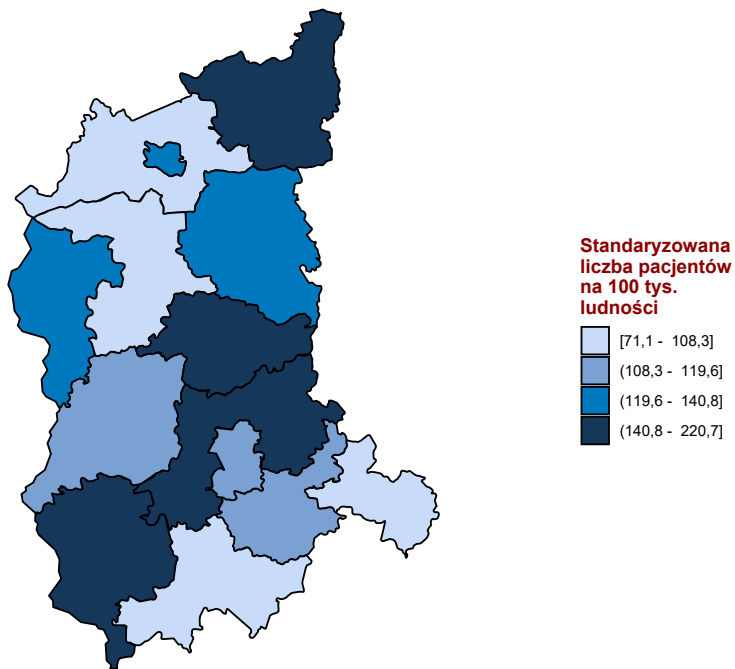 Standaryzowana
liczba pacjentów
na 100 tys.
ludności
[71,1 - 108,3]
(108,3 - 119,6]
(119,6 - 140,8]
(140,8 - 220,7]